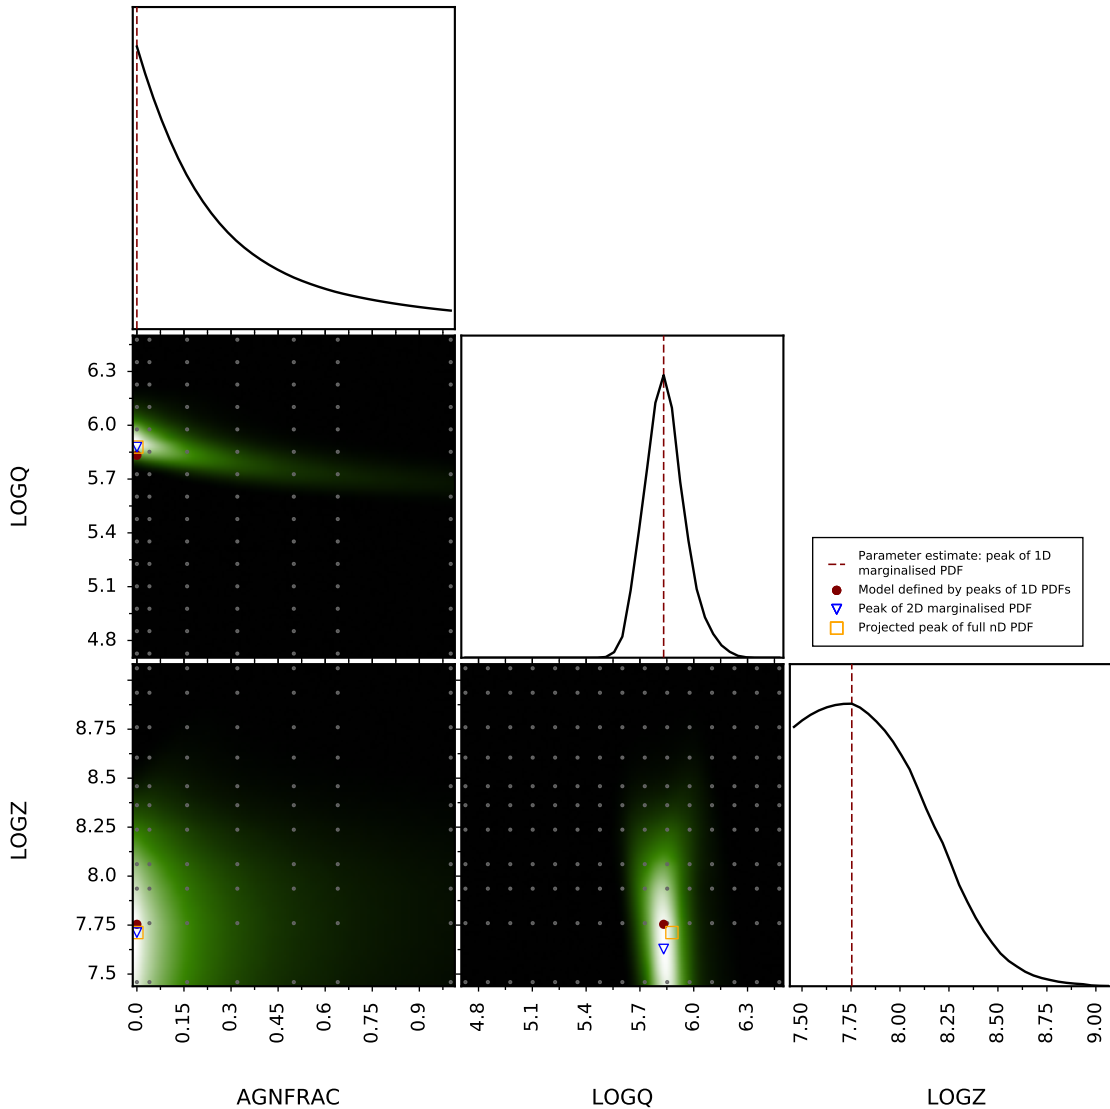 6.3
6.0
5.7
5.4
5.1
4.8
LOGQ
Parameter estimate: peak of 1D
marginalised PDF
Model defined by peaks of 1D PDFs
Peak of 2D marginalised PDF
Projected peak of full nD PDF
8.75
8.5
8.25
8.0
7.75
7.5
LOGZ
0.0 0.15 0.3 0.45 0.6 0.75 0.9
4.8 5.1 5.4 5.7 6.0 6.3
7.50 7.75 8.00 8.25 8.50 8.75 9.00
AGNFRAC LOGQ LOGZ